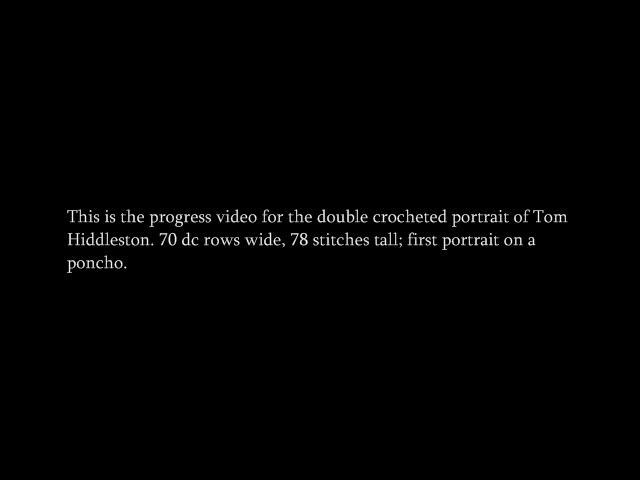 This is the progress video for the double crocheted portrait of Tom
Hiddleston. 70 dc rows wide, 78 stitches tall; first portrait on a
poncho.